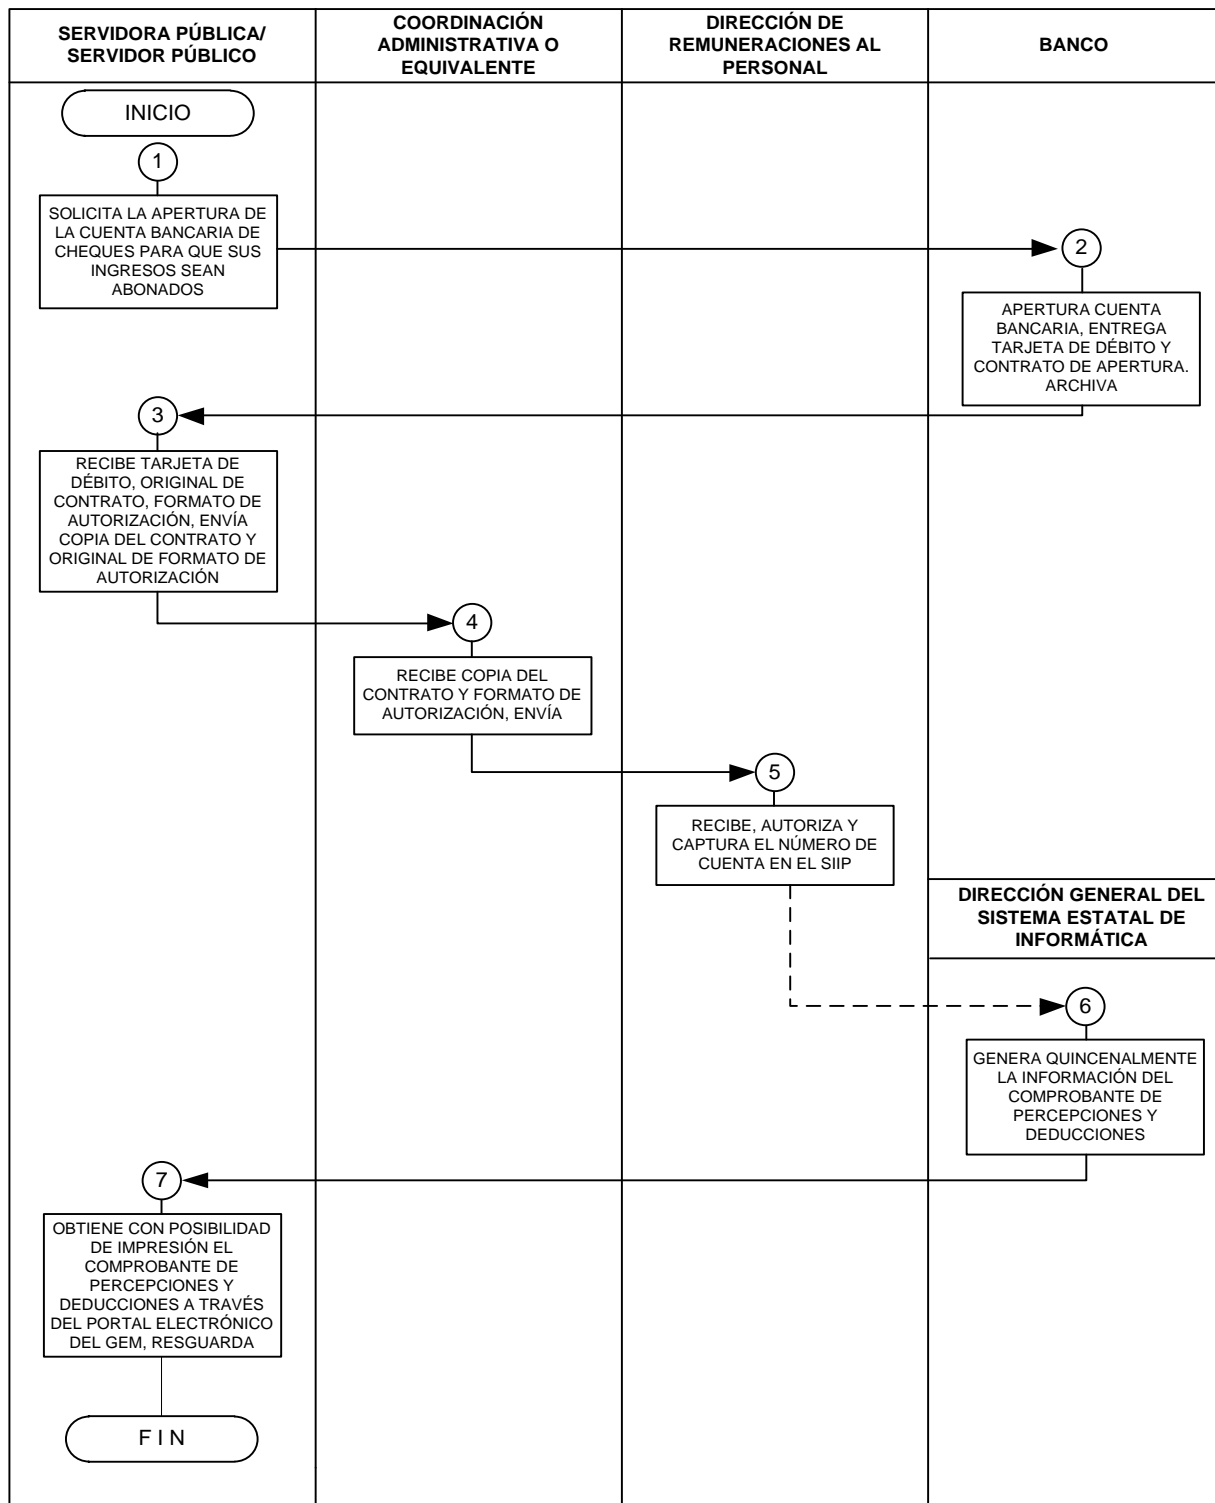 SERVIDORA PÚBLICA/
SERVIDOR PÚBLICO
COORDINACIÓN
ADMINISTRATIVA O
EQUIVALENTE
DIRECCIÓN DE
REMUNERACIONES AL
PERSONAL
BANCO
INICIO
1
SOLICITA LA APERTURA DE
LA CUENTA BANCARIA DE
CHEQUES PARA QUE SUS
INGRESOS SEAN
ABONADOS
2
APERTURA CUENTA
BANCARIA, ENTREGA
TARJETA DE DÉBITO Y
CONTRATO DE APERTURA.
ARCHIVA
3
RECIBE TARJETA DE
DÉBITO, ORIGINAL DE
CONTRATO, FORMATO DE
AUTORIZACIÓN, ENVÍA
COPIA DEL CONTRATO Y
ORIGINAL DE FORMATO DE
AUTORIZACIÓN
4
RECIBE COPIA DEL
CONTRATO Y FORMATO DE
AUTORIZACIÓN, ENVÍA
5
RECIBE, AUTORIZA Y
CAPTURA EL NÚMERO DE
CUENTA EN EL SIIP
DIRECCIÓN GENERAL DEL
SISTEMA ESTATAL DE
INFORMÁTICA
6
GENERA QUINCENALMENTE
LA INFORMACIÓN DEL
COMPROBANTE DE
PERCEPCIONES Y
DEDUCCIONES
7
OBTIENE CON POSIBILIDAD
DE IMPRESIÓN EL
COMPROBANTE DE
PERCEPCIONES Y
DEDUCCIONES A TRAVÉS
DEL PORTAL ELECTRÓNICO
DEL GEM, RESGUARDA
F I N